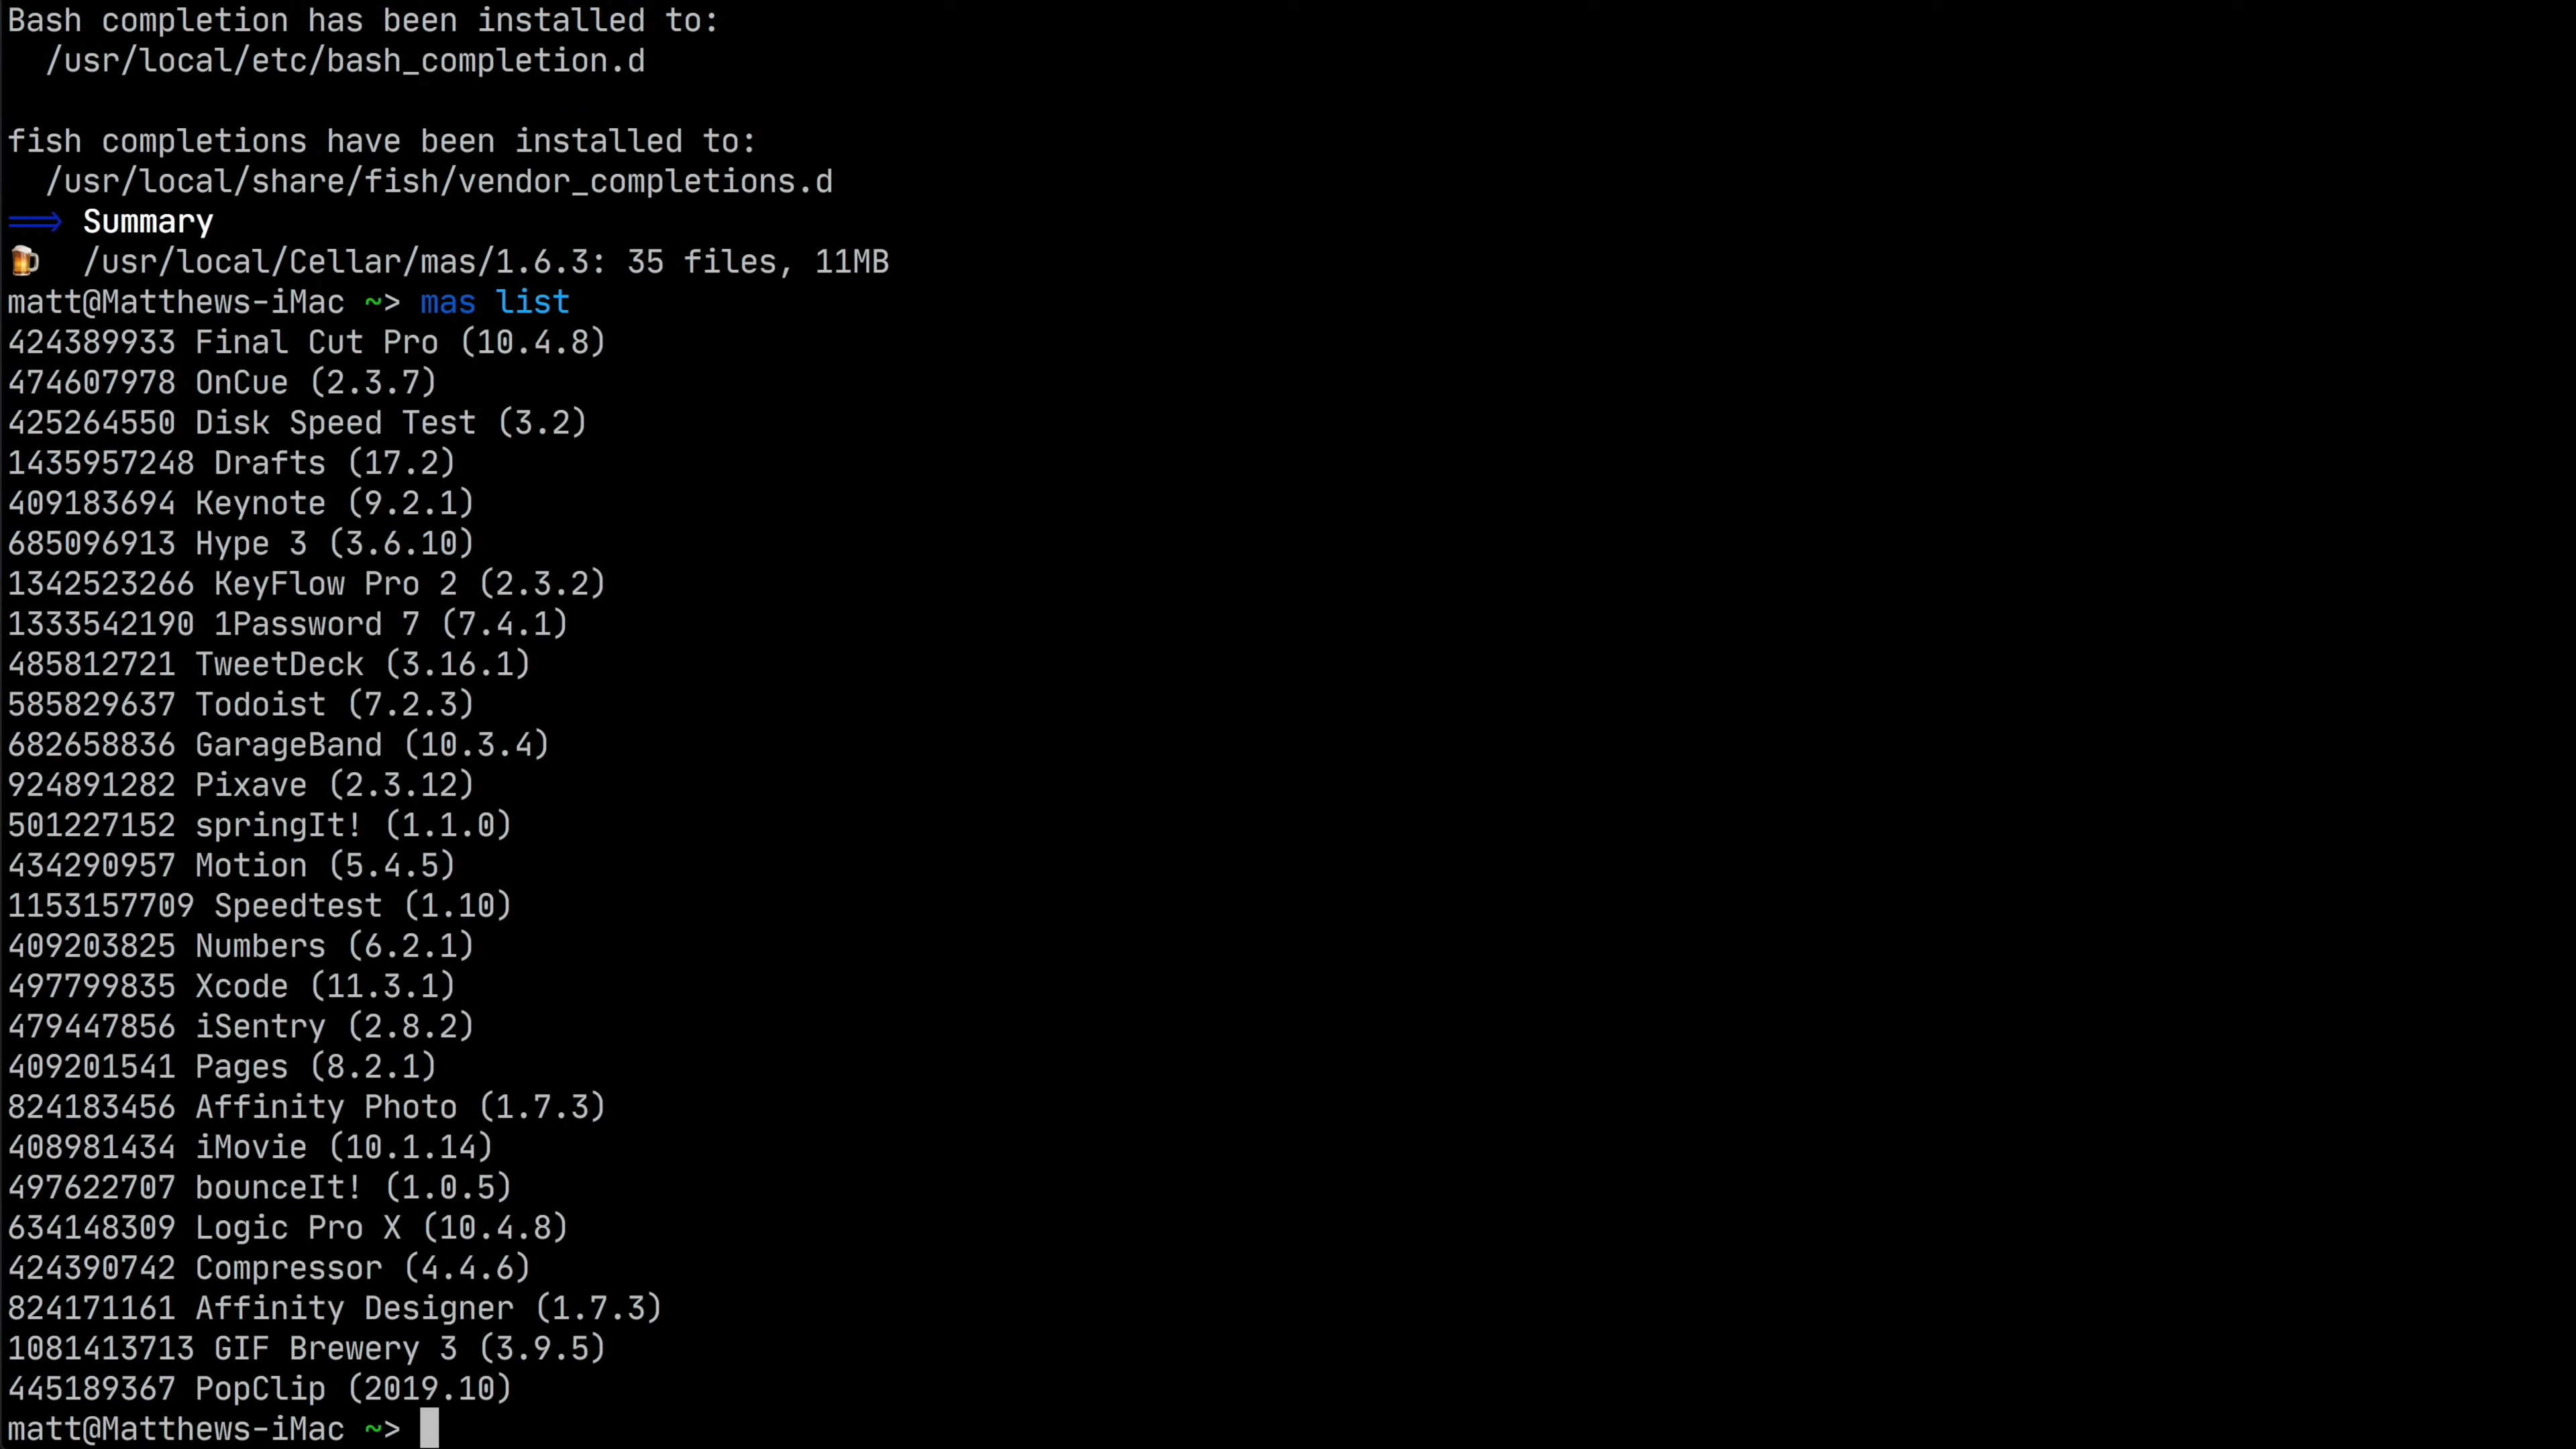 Bash completion has been installed to:
  /usr/local/etc/bash_completion.d

fish completions have been installed to:
  /usr/local/share/fish/vendor_completions.d
==> Summary
🍺  /usr/local/Cellar/mas/1.6.3: 35 files, 11MB
matt@Matthews-iMac ~> mas list
424389933 Final Cut Pro (10.4.8)
474607978 OnCue (2.3.7)
425264550 Disk Speed Test (3.2)
1435957248 Drafts (17.2)
409183694 Keynote (9.2.1)
685096913 Hype 3 (3.6.10)
1342523266 KeyFlow Pro 2 (2.3.2)
1333542190 1Password 7 (7.4.1)
485812721 TweetDeck (3.16.1)
585829637 Todoist (7.2.3)
682658836 GarageBand (10.3.4)
924891282 Pixave (2.3.12)
501227152 springIt! (1.1.0)
434290957 Motion (5.4.5)
1153157709 Speedtest (1.10)
409203825 Numbers (6.2.1)
497799835 Xcode (11.3.1)
479447856 iSentry (2.8.2)
409201541 Pages (8.2.1)
824183456 Affinity Photo (1.7.3)
408981434 iMovie (10.1.14)
497622707 bounceIt! (1.0.5)
634148309 Logic Pro X (10.4.8)
424390742 Compressor (4.4.6)
824171161 Affinity Designer (1.7.3)
1081413713 GIF Brewery 3 (3.9.5)
445189367 PopClip (2019.10)
matt@Matthews-iMac ~>